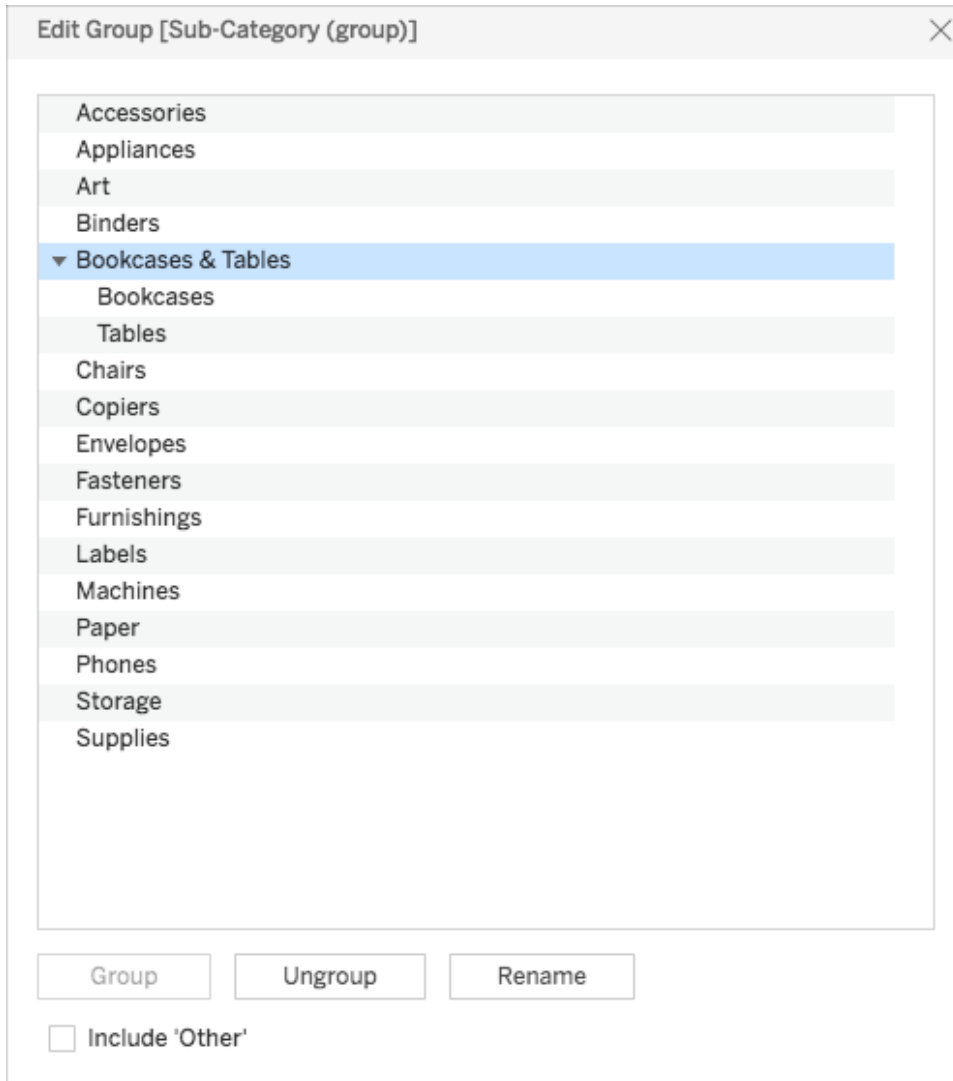 Edit Group [Sub-Category (group)]
Accessories
Appliances
Art
Binders
Bookcases & Tables
Bookcases
Tables
Chairs
Copiers
Envelopes
Fasteners
Furnishings
Labels
Machines
Paper
Phones
Storage
Supplies
Group Ungroup Rename
Include 'Other'